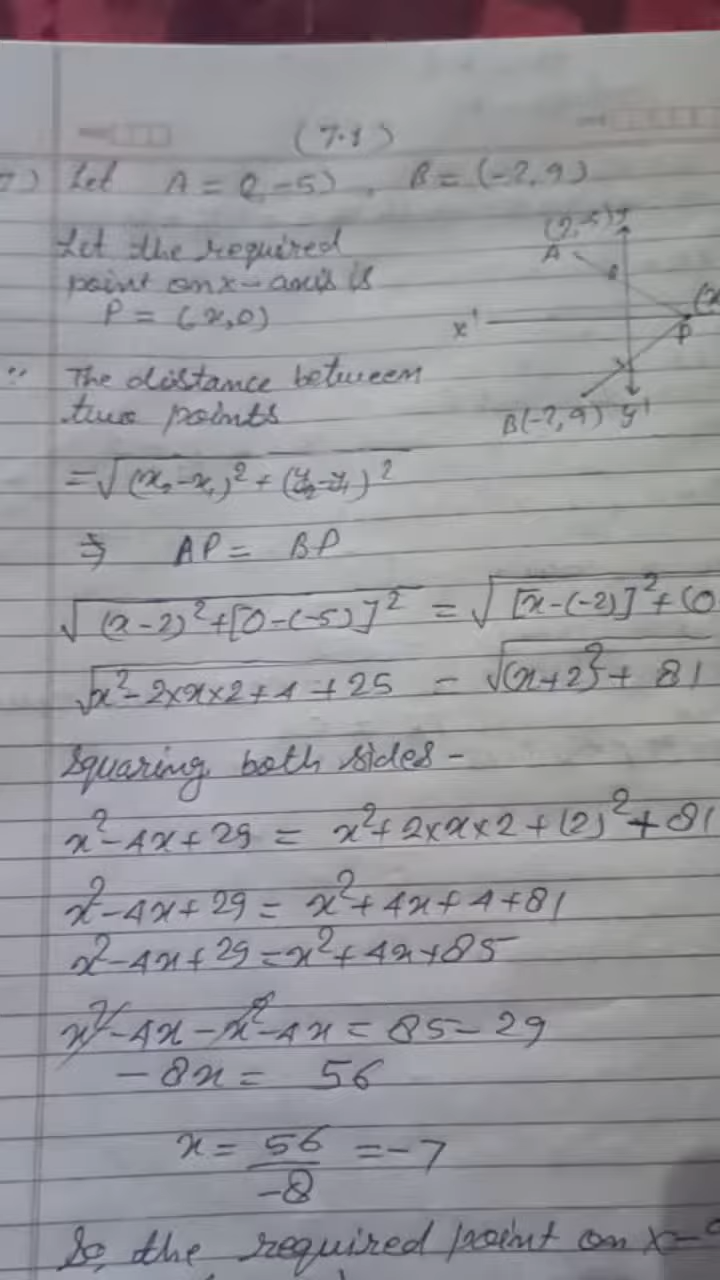 (7.1)
7) Let A = (2,-5), B = (-2,9)
Let the required
point on x-axis is
P = (x,0)
(2,-5) y
A
x'
P
B(-2,9) y'
∵ The distance between
two points
= √(x₂-x₁)² + (y₂-y₁)²
⇒ AP = BP
√(x-2)²+[0-(-5)]² = √[x-(-2)]²+(0
√x²-2×x×2+4+25 = √(x+2)²+ 81
Squaring both sides -
x²-4x+29 = x²+2×x×2+(2)²+81
x²-4x+29 = x²+4x+4+81
x²-4x+29=x²+4x+85
x²-4x-x²-4x = 85-29
-8x = 56
x = 56/-8 = -7
So, the required point on x-